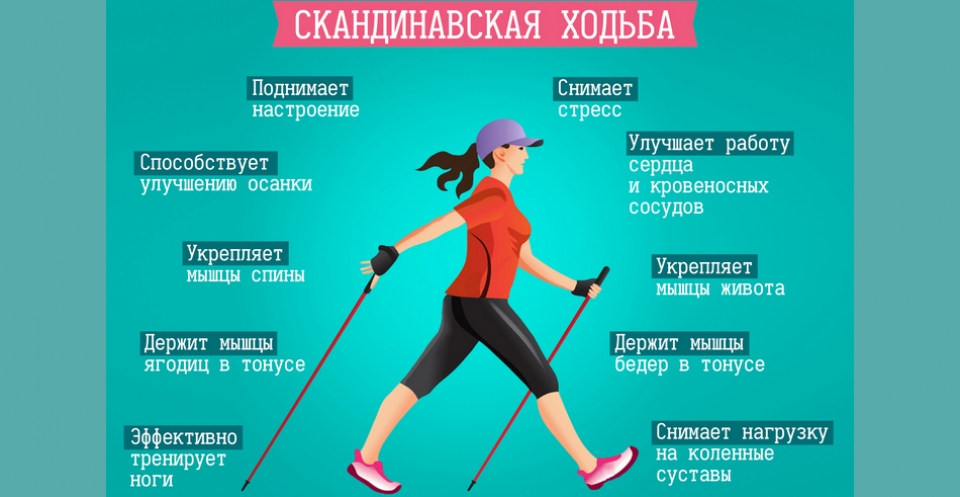 СКАНДИНАВСКАЯ ХОДЬБА
Поднимает
настроение
Снимает
стресс
Способствует
улучшению осанки
Улучшает работу
сердца
и кровеносных
сосудов
Укрепляет
мышцы спины
Укрепляет
мышцы живота
Держит мышцы
ягодиц в тонусе
Держит мышцы
бедер в тонусе
Эффективно
тренирует
ноги
Снимает нагрузку
на коленные
суставы